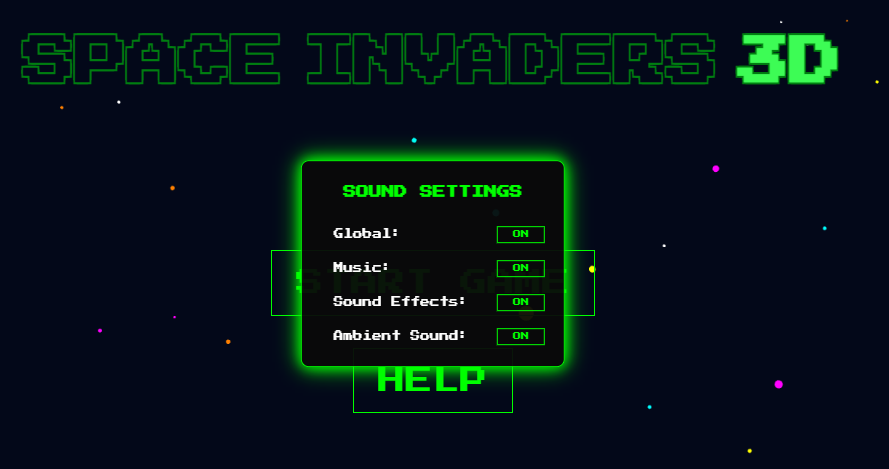 SPACE INVADERS 3D
SOUND SETTINGS
Global: ON
Music: ON
START GAME
Sound Effects: ON
Ambient Sound: ON
HELP